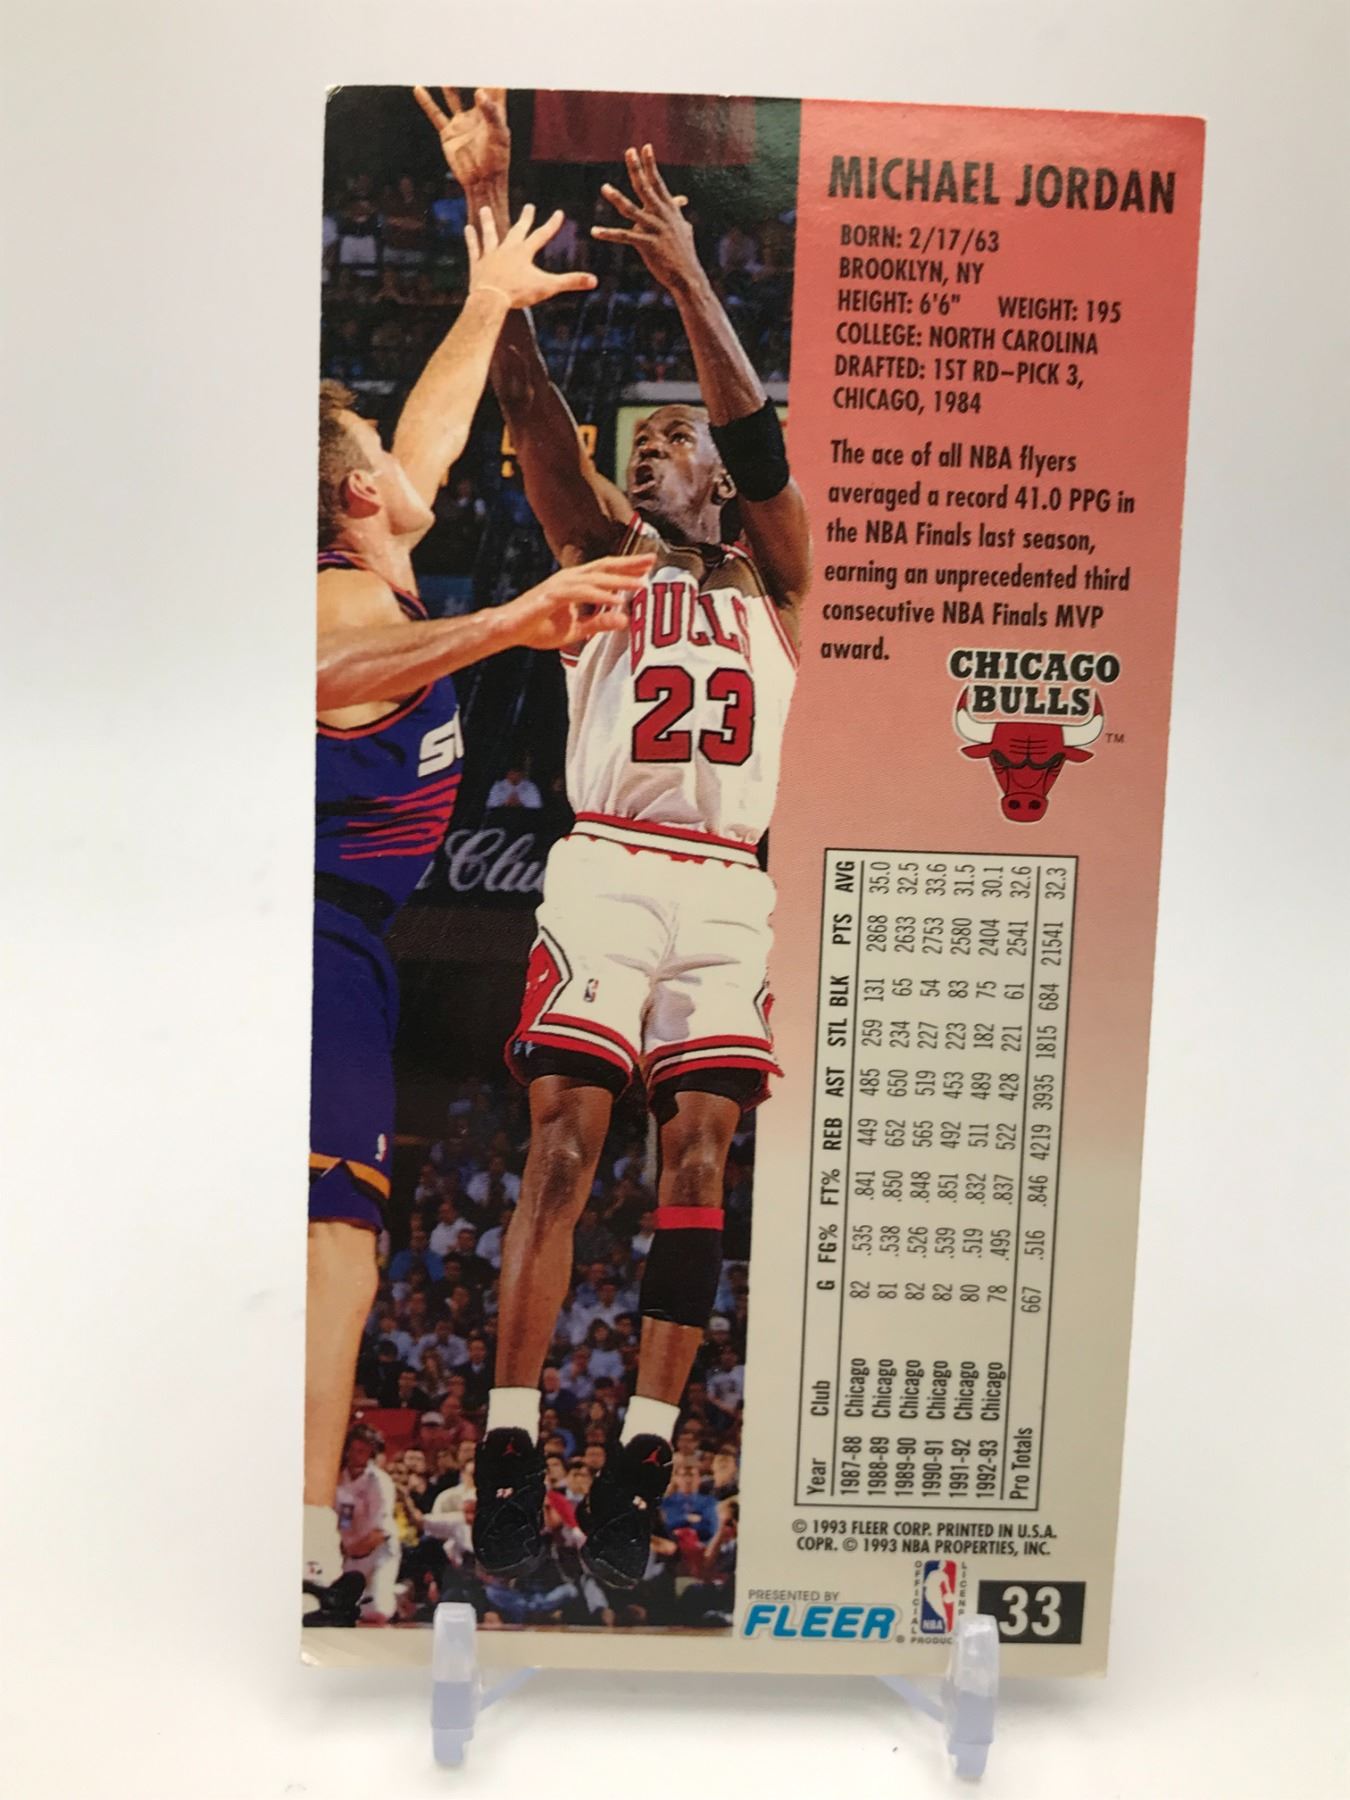 MICHAEL JORDAN
BORN: 2/17/63
BROOKLYN, NY
HEIGHT: 6'6" WEIGHT: 195
COLLEGE: NORTH CAROLINA
DRAFTED: 1ST RD-PICK 3,
CHICAGO, 1984
The ace of all NBA flyers
averaged a record 41.0 PPG in
the NBA Finals last season,
earning an unprecedented third
consecutive NBA Finals MVP
award.
CHICAGO
BULLS
TM
BULLS
23
Year Club G FG% FT% REB AST STL BLK PTS AVG
1987-88 Chicago 82 .535 .841 449 485 259 131 2868 35.0
1988-89 Chicago 81 .538 .850 652 650 234 65 2633 32.5
1989-90 Chicago 82 .526 .848 565 519 227 54 2753 33.6
1990-91 Chicago 82 .539 .851 492 453 223 83 2580 31.5
1991-92 Chicago 80 .519 .832 511 489 182 75 2404 30.1
1992-93 Chicago 78 .495 .837 522 428 221 61 2541 32.6
Pro Totals 667 .516 .846 4219 3935 1815 684 21541 32.3
© 1993 FLEER CORP. PRINTED IN U.S.A.
COPR. © 1993 NBA PROPERTIES, INC.
PRESENTED BY
FLEER®
OFFICIAL
NBA
33